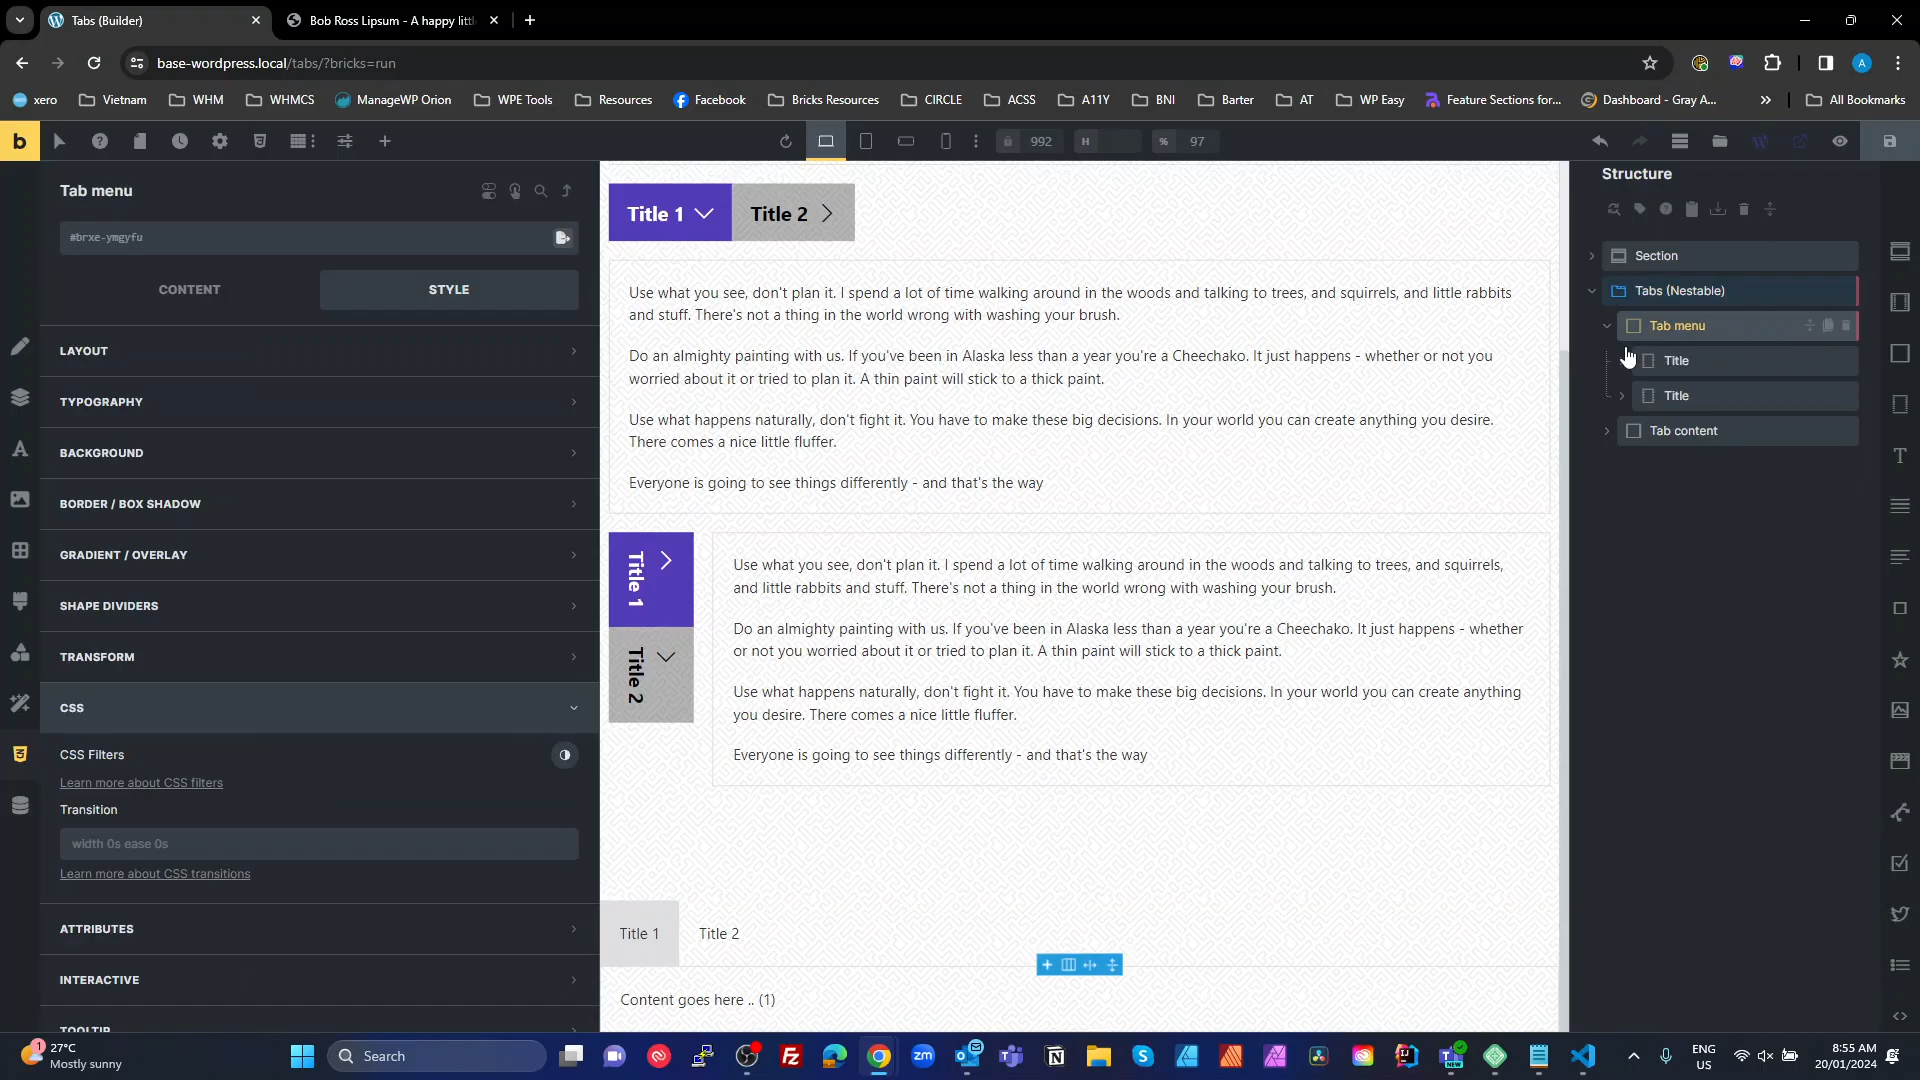 Tabs (Builder)
Bob Ross Lipsum - A happy littl
base-wordpress.local/tabs/?bricks=run
A
xero
Vietnam
WHM
WHMCS
ManageWP Orion
WPE Tools
Resources
Facebook
Bricks Resources
CIRCLE
ACSS
A11Y
BNI
Barter
AT
WP Easy
Feature Sections for...
Dashboard - Gray A...
All Bookmarks
b
992
H
%
97
Tab menu
#brxe-ymgyfu
CONTENT
STYLE
LAYOUT
TYPOGRAPHY
BACKGROUND
BORDER / BOX SHADOW
GRADIENT / OVERLAY
SHAPE DIVIDERS
TRANSFORM
CSS
CSS Filters
Learn more about CSS filters
Transition
width 0s ease 0s
Learn more about CSS transitions
ATTRIBUTES
INTERACTIVE
TOOLTIP
Title 1
Title 2
Use what you see, don't plan it. I spend a lot of time walking around in the woods and talking to trees, and squirrels, and little rabbits
and stuff. There's not a thing in the world wrong with washing your brush.
Do an almighty painting with us. If you've been in Alaska less than a year you're a Cheechako. It just happens - whether or not you
worried about it or tried to plan it. A thin paint will stick to a thick paint.
Use what happens naturally, don't fight it. You have to make these big decisions. In your world you can create anything you desire.
There comes a nice little fluffer.
Everyone is going to see things differently - and that's the way
Title 1
Title 2
Use what you see, don't plan it. I spend a lot of time walking around in the woods and talking to trees, and squirrels,
and little rabbits and stuff. There's not a thing in the world wrong with washing your brush.
Do an almighty painting with us. If you've been in Alaska less than a year you're a Cheechako. It just happens - whether
or not you worried about it or tried to plan it. A thin paint will stick to a thick paint.
Use what happens naturally, don't fight it. You have to make these big decisions. In your world you can create anything
you desire. There comes a nice little fluffer.
Everyone is going to see things differently - and that's the way
Title 1
Title 2
Content goes here .. (1)
Structure
Section
Tabs (Nestable)
Tab menu
Title
Title
Tab content
1
27°C
Mostly sunny
Search
ENG
US
8:55 AM
20/01/2024